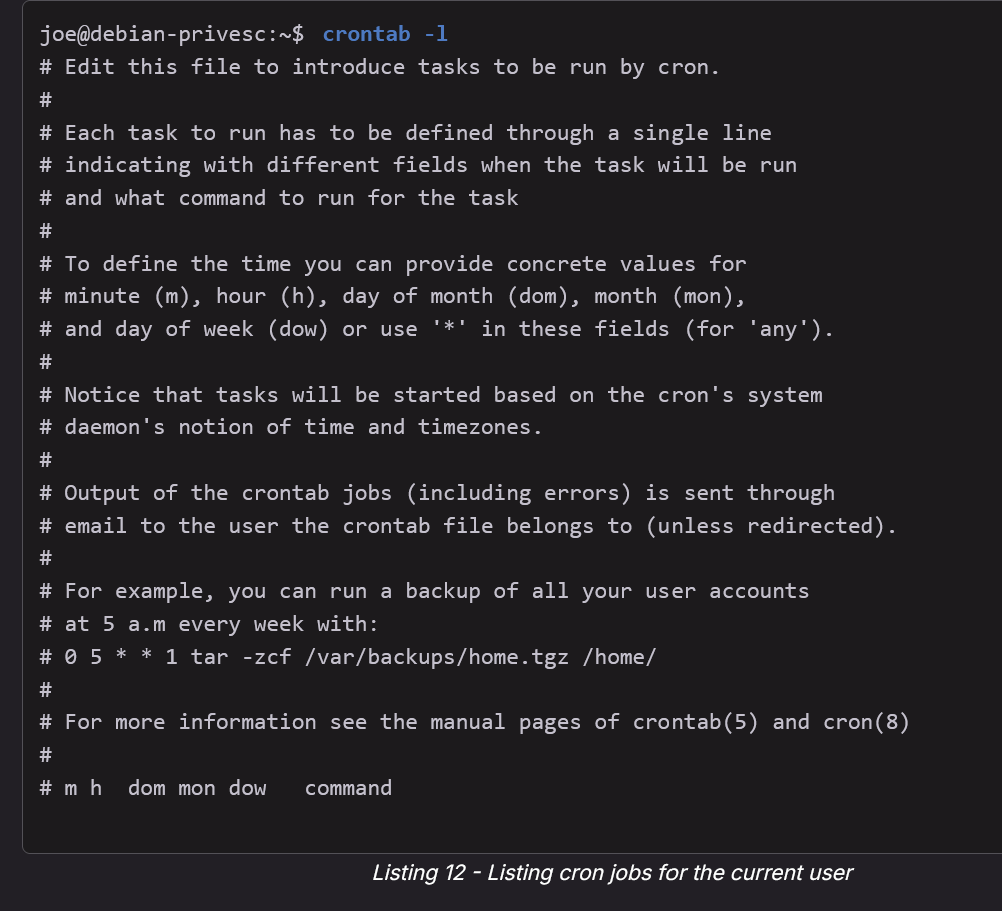 joe@debian-privesc:~$ crontab -l
# Edit this file to introduce tasks to be run by cron.
#
# Each task to run has to be defined through a single line
# indicating with different fields when the task will be run
# and what command to run for the task
#
# To define the time you can provide concrete values for
# minute (m), hour (h), day of month (dom), month (mon),
# and day of week (dow) or use '*' in these fields (for 'any').
#
# Notice that tasks will be started based on the cron's system
# daemon's notion of time and timezones.
#
# Output of the crontab jobs (including errors) is sent through
# email to the user the crontab file belongs to (unless redirected).
#
# For example, you can run a backup of all your user accounts
# at 5 a.m every week with:
# 0 5 * * 1 tar -zcf /var/backups/home.tgz /home/
#
# For more information see the manual pages of crontab(5) and cron(8)
#
# m h  dom mon dow   command
Listing 12 - Listing cron jobs for the current user